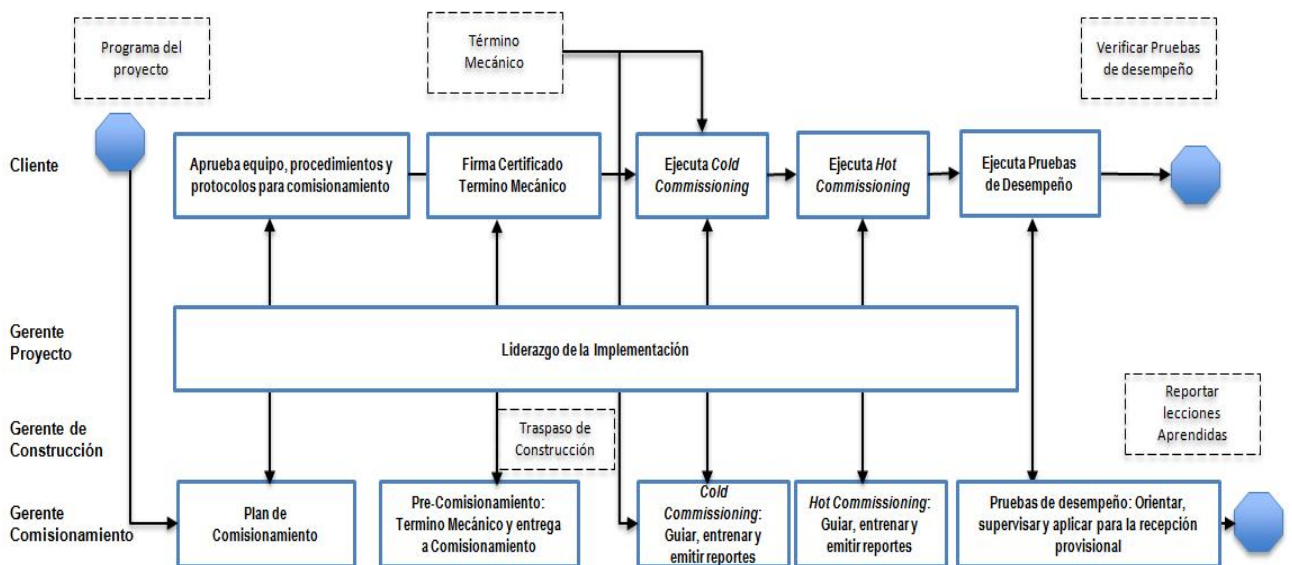 Programa del
proyecto
Término
Mecánico
Verificar Pruebas
de desempeño
Cliente
Aprueba equipo, procedimientos y
protocolos para comisionamiento
Firma Certificado
Termino Mecánico
Ejecuta Cold
Commissioning
Ejecuta Hot
Commissioning
Ejecuta Pruebas
de Desempeño
Gerente
Proyecto
Liderazgo de la Implementación
Gerente de
Construcción
Traspaso de
Construcción
Reportar
lecciones
Aprendidas
Gerente
Comisionamiento
Plan de
Comisionamiento
Pre-Comisionamiento:
Termino Mecánico y entrega
a Comisionamiento
Cold
Commissioning:
Guiar, entrenar y
emitir reportes
Hot Commissioning:
Guiar, entrenar y
emitir reportes
Pruebas de desempeño: Orientar,
supervisar y aplicar para la recepción
provisional